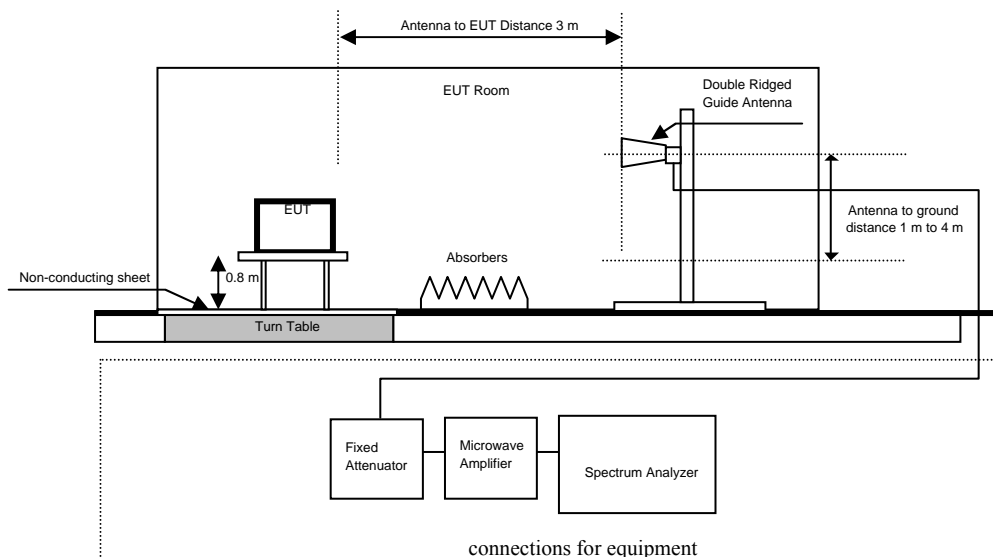 Antenna to EUT Distance 3 m
EUT Room
Double Ridged
Guide Antenna
EUT
Antenna to ground
distance 1 m to 4 m
Absorbers
Non-conducting sheet
0.8 m
Turn Table
Fixed
Attenuator
Microwave
Amplifier
Spectrum Analyzer
connections for equipment